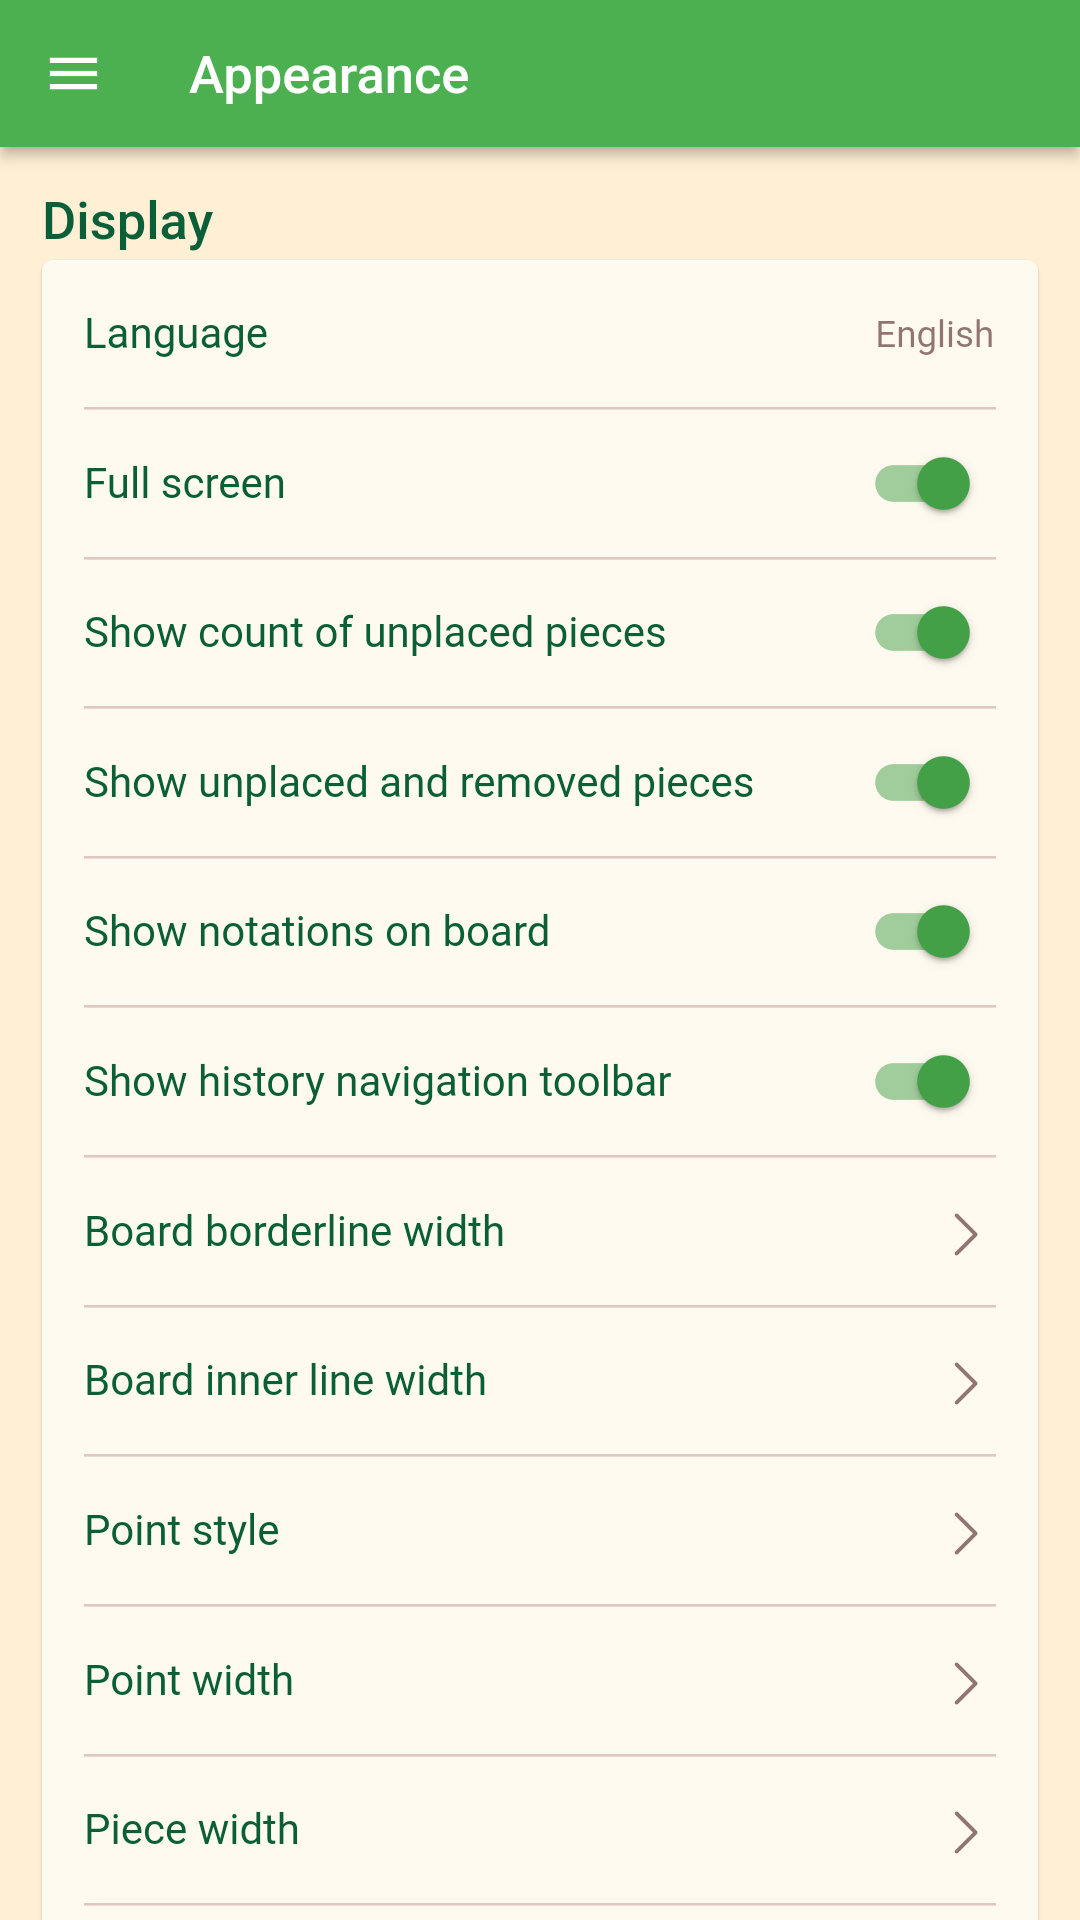 Appearance
Display
Language English
Full screen
Show count of unplaced pieces
Show unplaced and removed pieces
Show notations on board
Show history navigation toolbar
Board borderline width
Board inner line width
Point style
Point width
Piece width